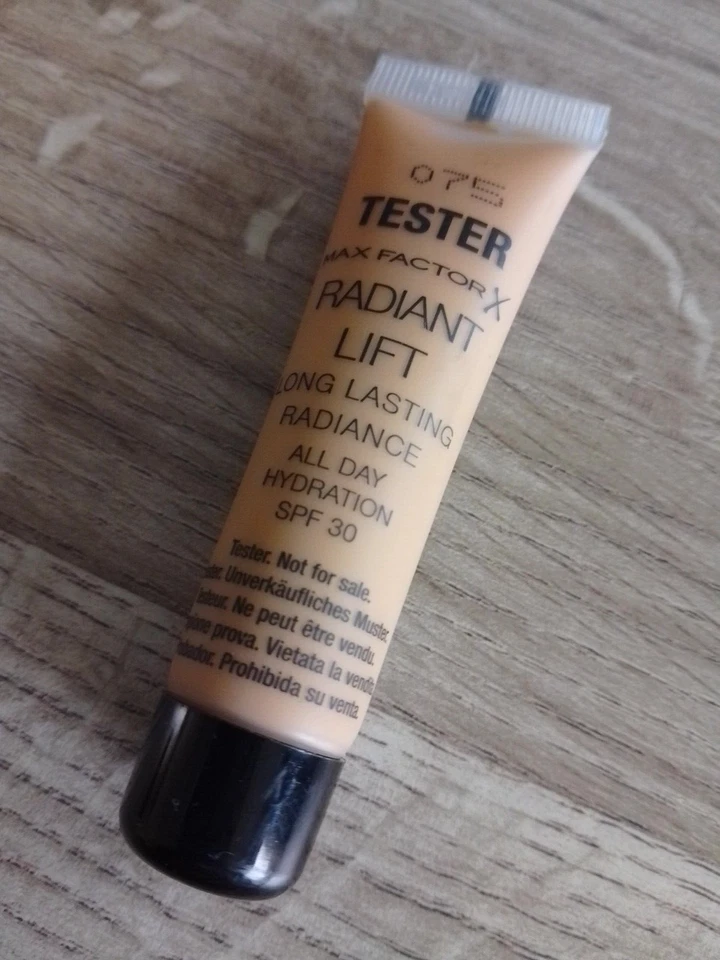 075
TESTER
MAX FACTOR X
RADIANT
LIFT
LONG LASTING
RADIANCE
ALL DAY
HYDRATION
SPF 30
Tester. Not for sale.
Unverkäufliches Muster.
Ne peut être vendu.
prova. Vietata la
Prohibida su venta.